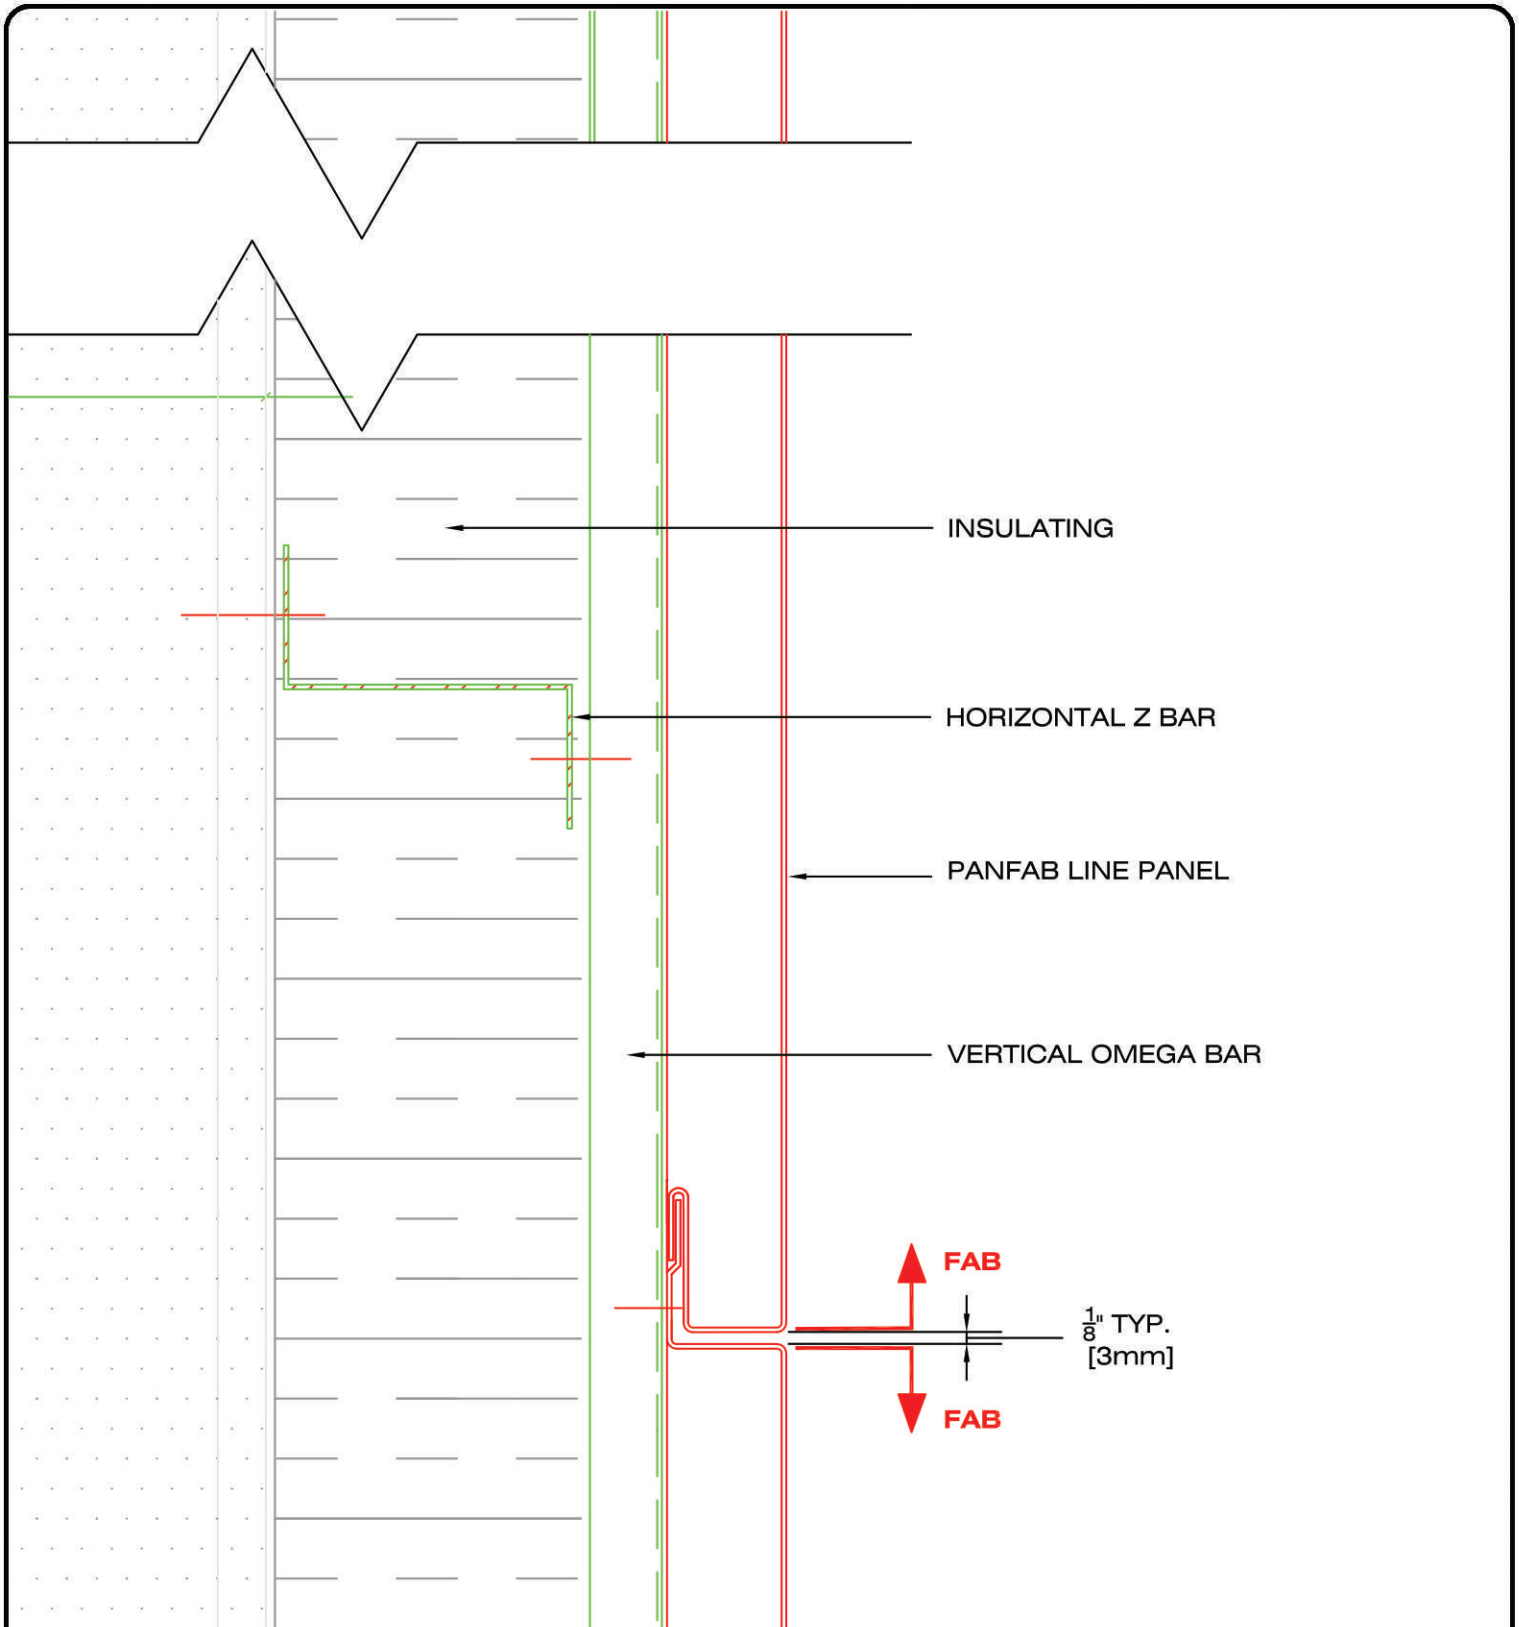 INSULATING
HORIZONTAL Z BAR
PANFAB LINE PANEL
VERTICAL OMEGA BAR
FAB
1/8" TYP.
[3mm]
FAB